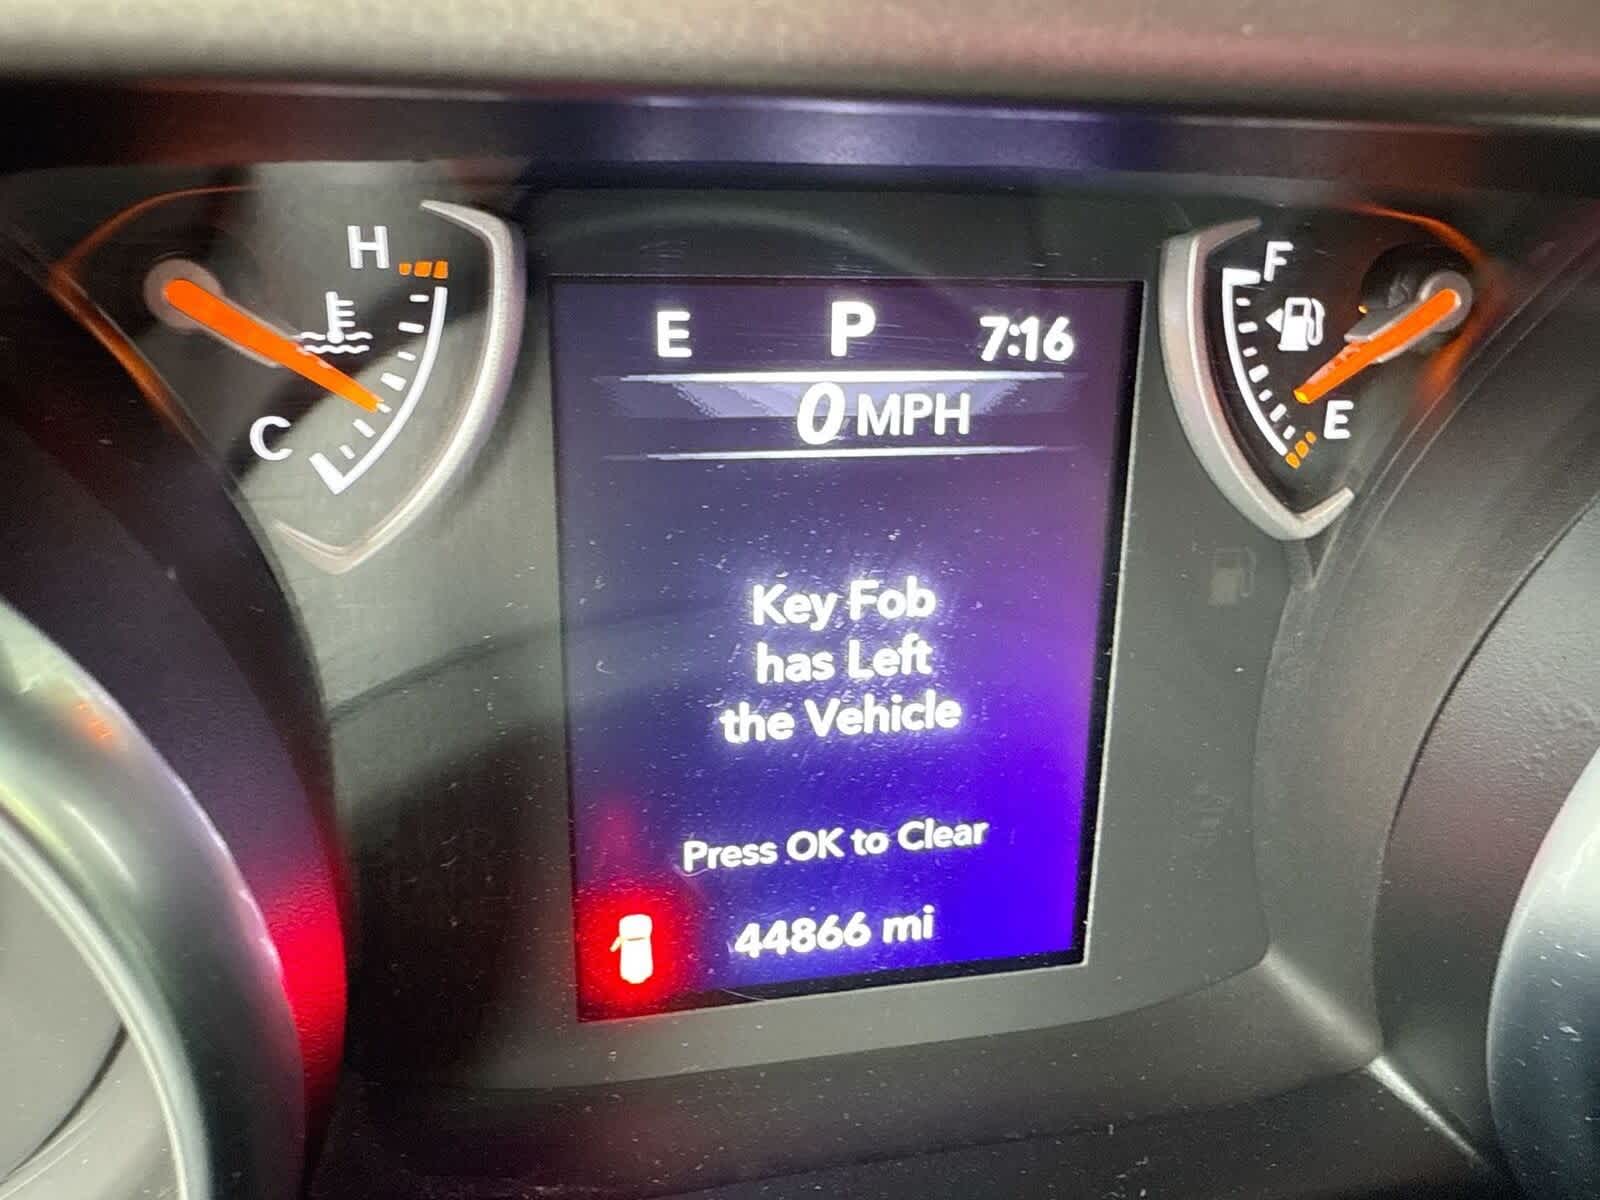 H
C
F
E
E P 7:16
0 MPH
Key Fob
has Left
the Vehicle
Press OK to Clear
44866 mi